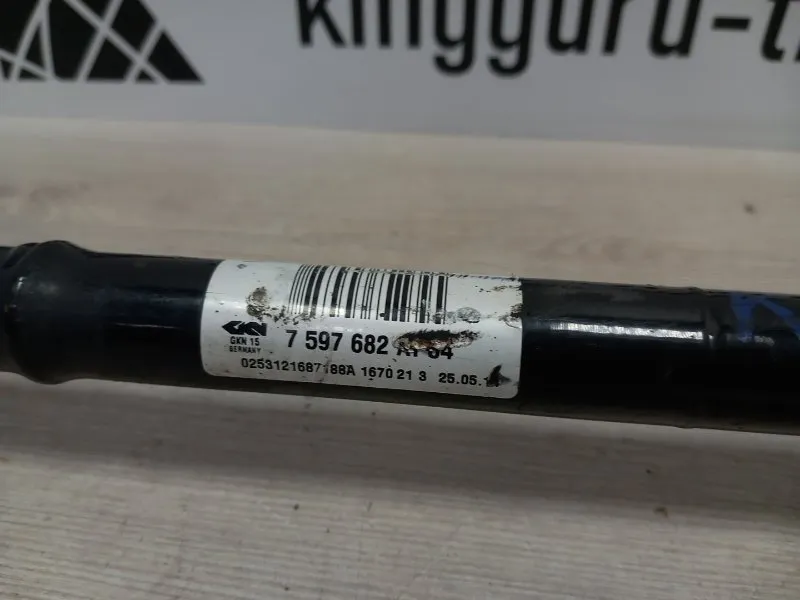 kingguru-t
GKN
GKN 15
GERMANY
7 597 682
0253121687188A 1670 21 3 25.05.1